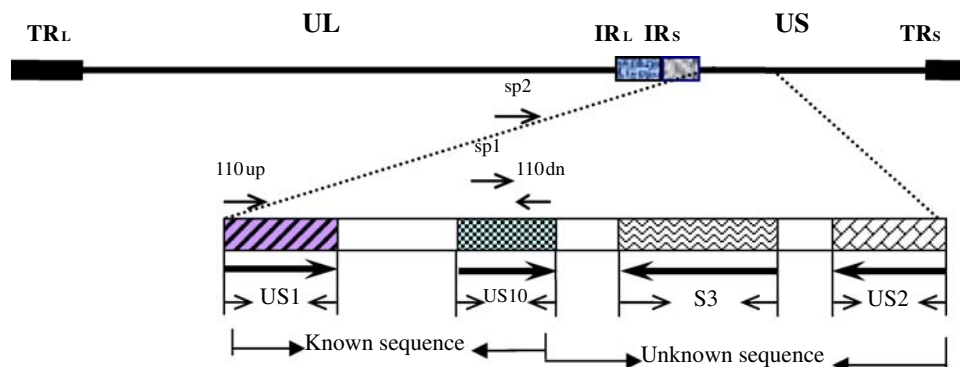 UL US
TRL IRL IRS TRS
sp2
sp1
110up 110dn
US1 US10 S3 US2
Known sequence Unknown sequence